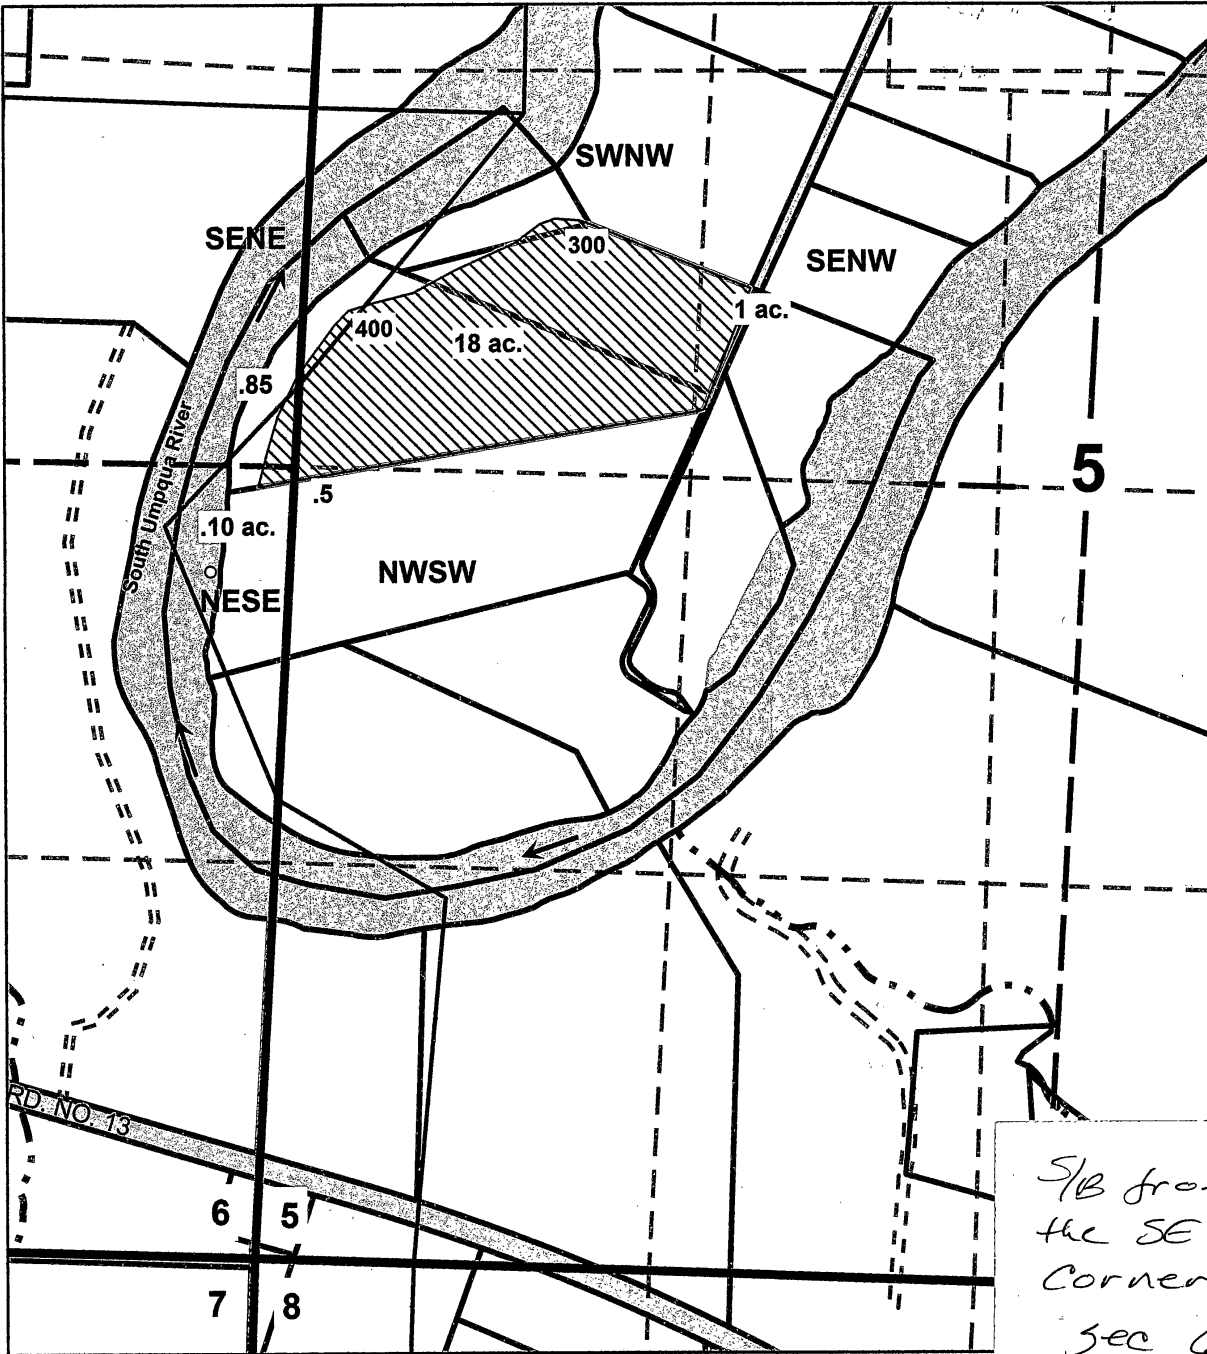 SWNW
SENE
300
SENW
1 ac.
400
18 ac.
.85
5
South Umpqua River
.5
.10 ac.
NWSW
NESE
RD. NO. 13
6 5
7 8
S/B
the SE
Corner
sec